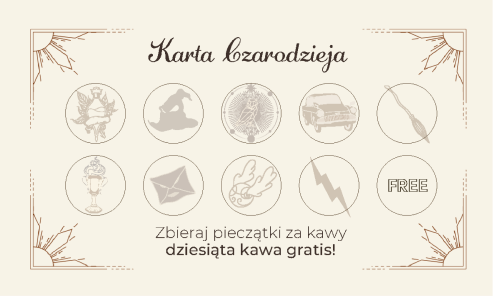 Karta Czarodzieja
FREE
Zbieraj pieczątki za kawy
dziesiąta kawa gratis!